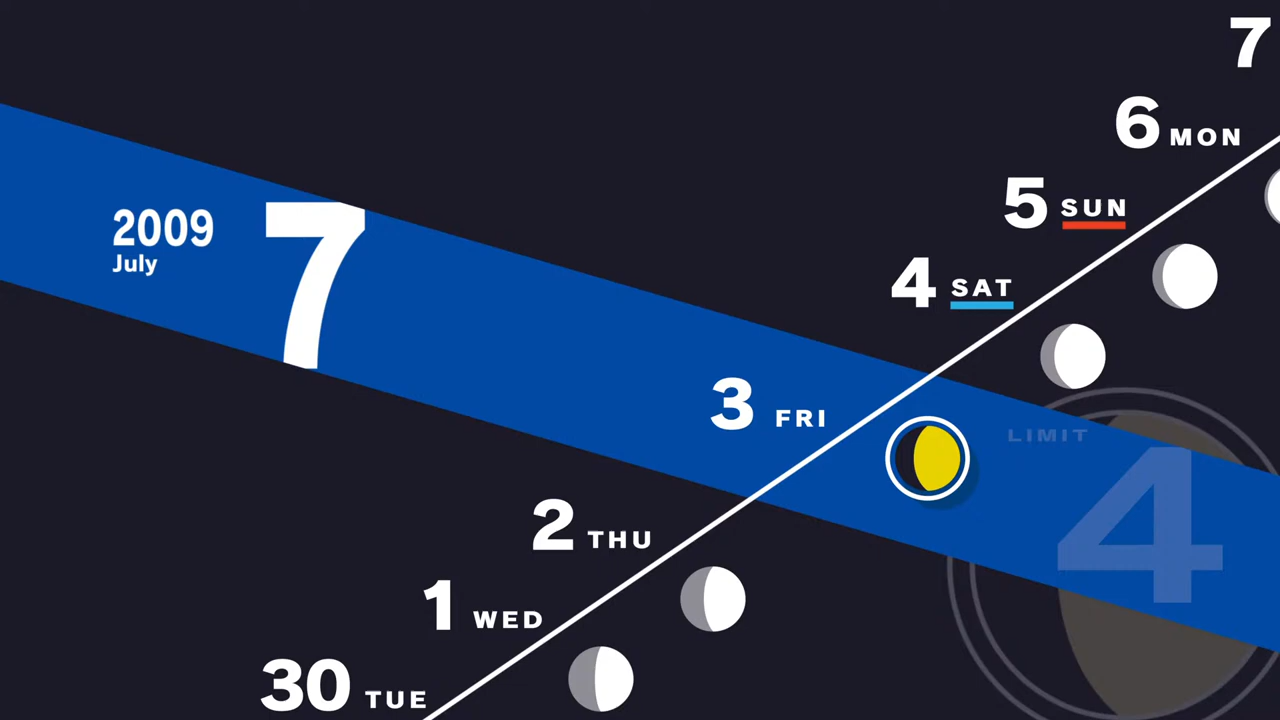 7
6 MON
5 SUN
4 SAT
2009
July
7
3 FRI
LIMIT
4
2 THU
1 WED
30 TUE